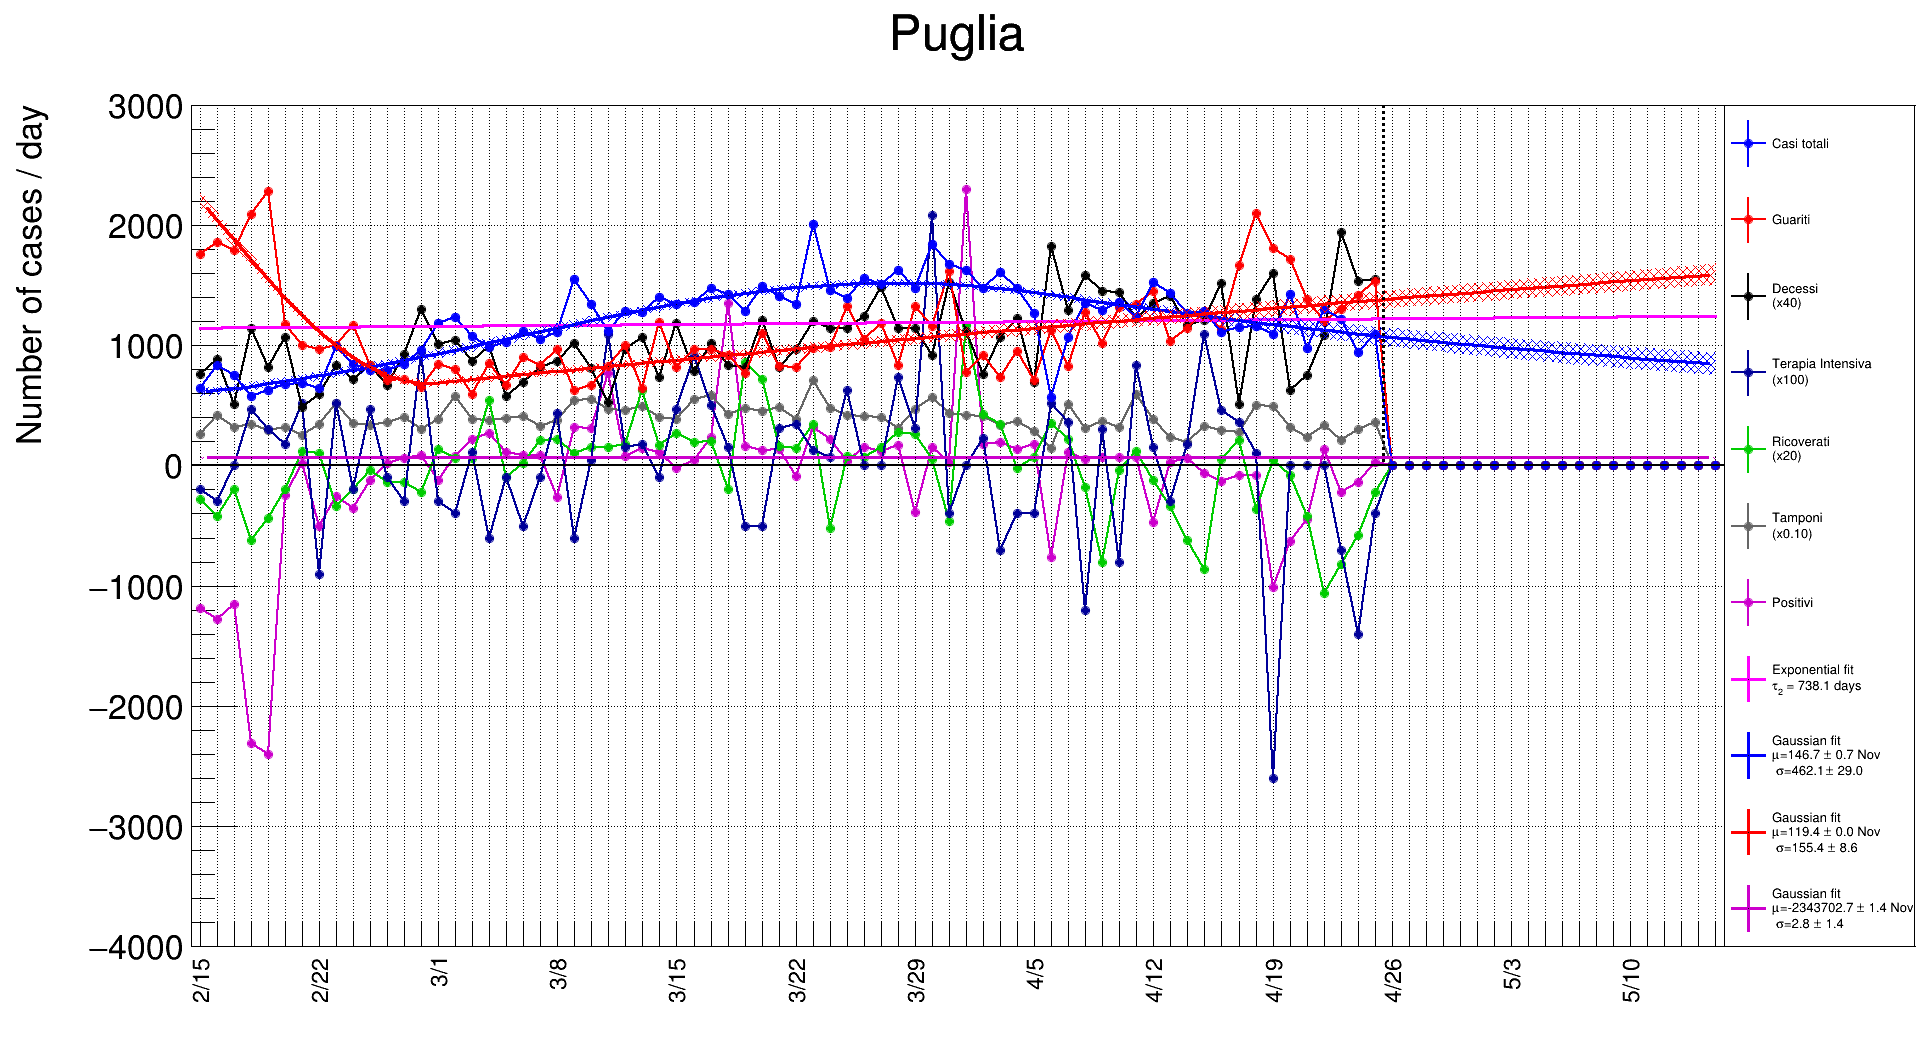 Puglia
Number of cases / day
3000
2000
1000
0
−1000
−2000
−3000
−4000
2/15
2/22
3/1
3/8
3/15
3/22
3/29
4/5
4/12
4/19
4/26
5/3
5/10
Casi totali
Guariti
Decessi
(x40)
Terapia Intensiva
(x100)
Ricoverati
(x20)
Tamponi
(x0.10)
Positivi
Exponential fit
τ2 = 738.1 days
Gaussian fit
μ=146.7 ± 0.7 Nov
σ=462.1± 29.0
Gaussian fit
μ=119.4 ± 0.0 Nov
σ=155.4 ± 8.6
Gaussian fit
μ=-2343702.7 ± 1.4 Nov
σ=2.8 ± 1.4